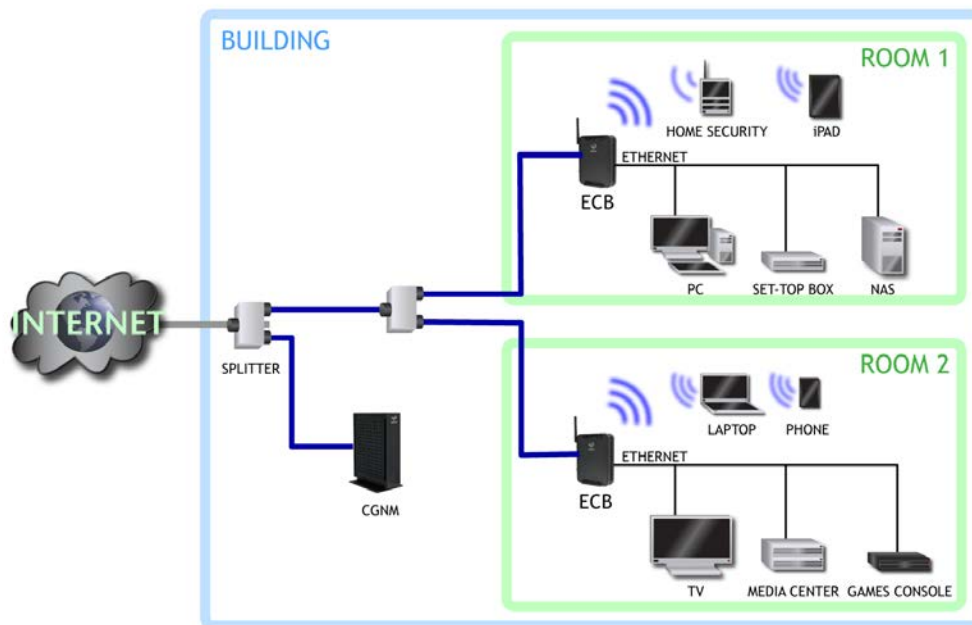 BUILDING
ROOM 1
HOME SECURITY
iPAD
ETHERNET
ECB
PC
SET-TOP BOX
NAS
INTERNET
SPLITTER
ROOM 2
LAPTOP
PHONE
ETHERNET
ECB
CGNM
TV
MEDIA CENTER
GAMES CONSOLE